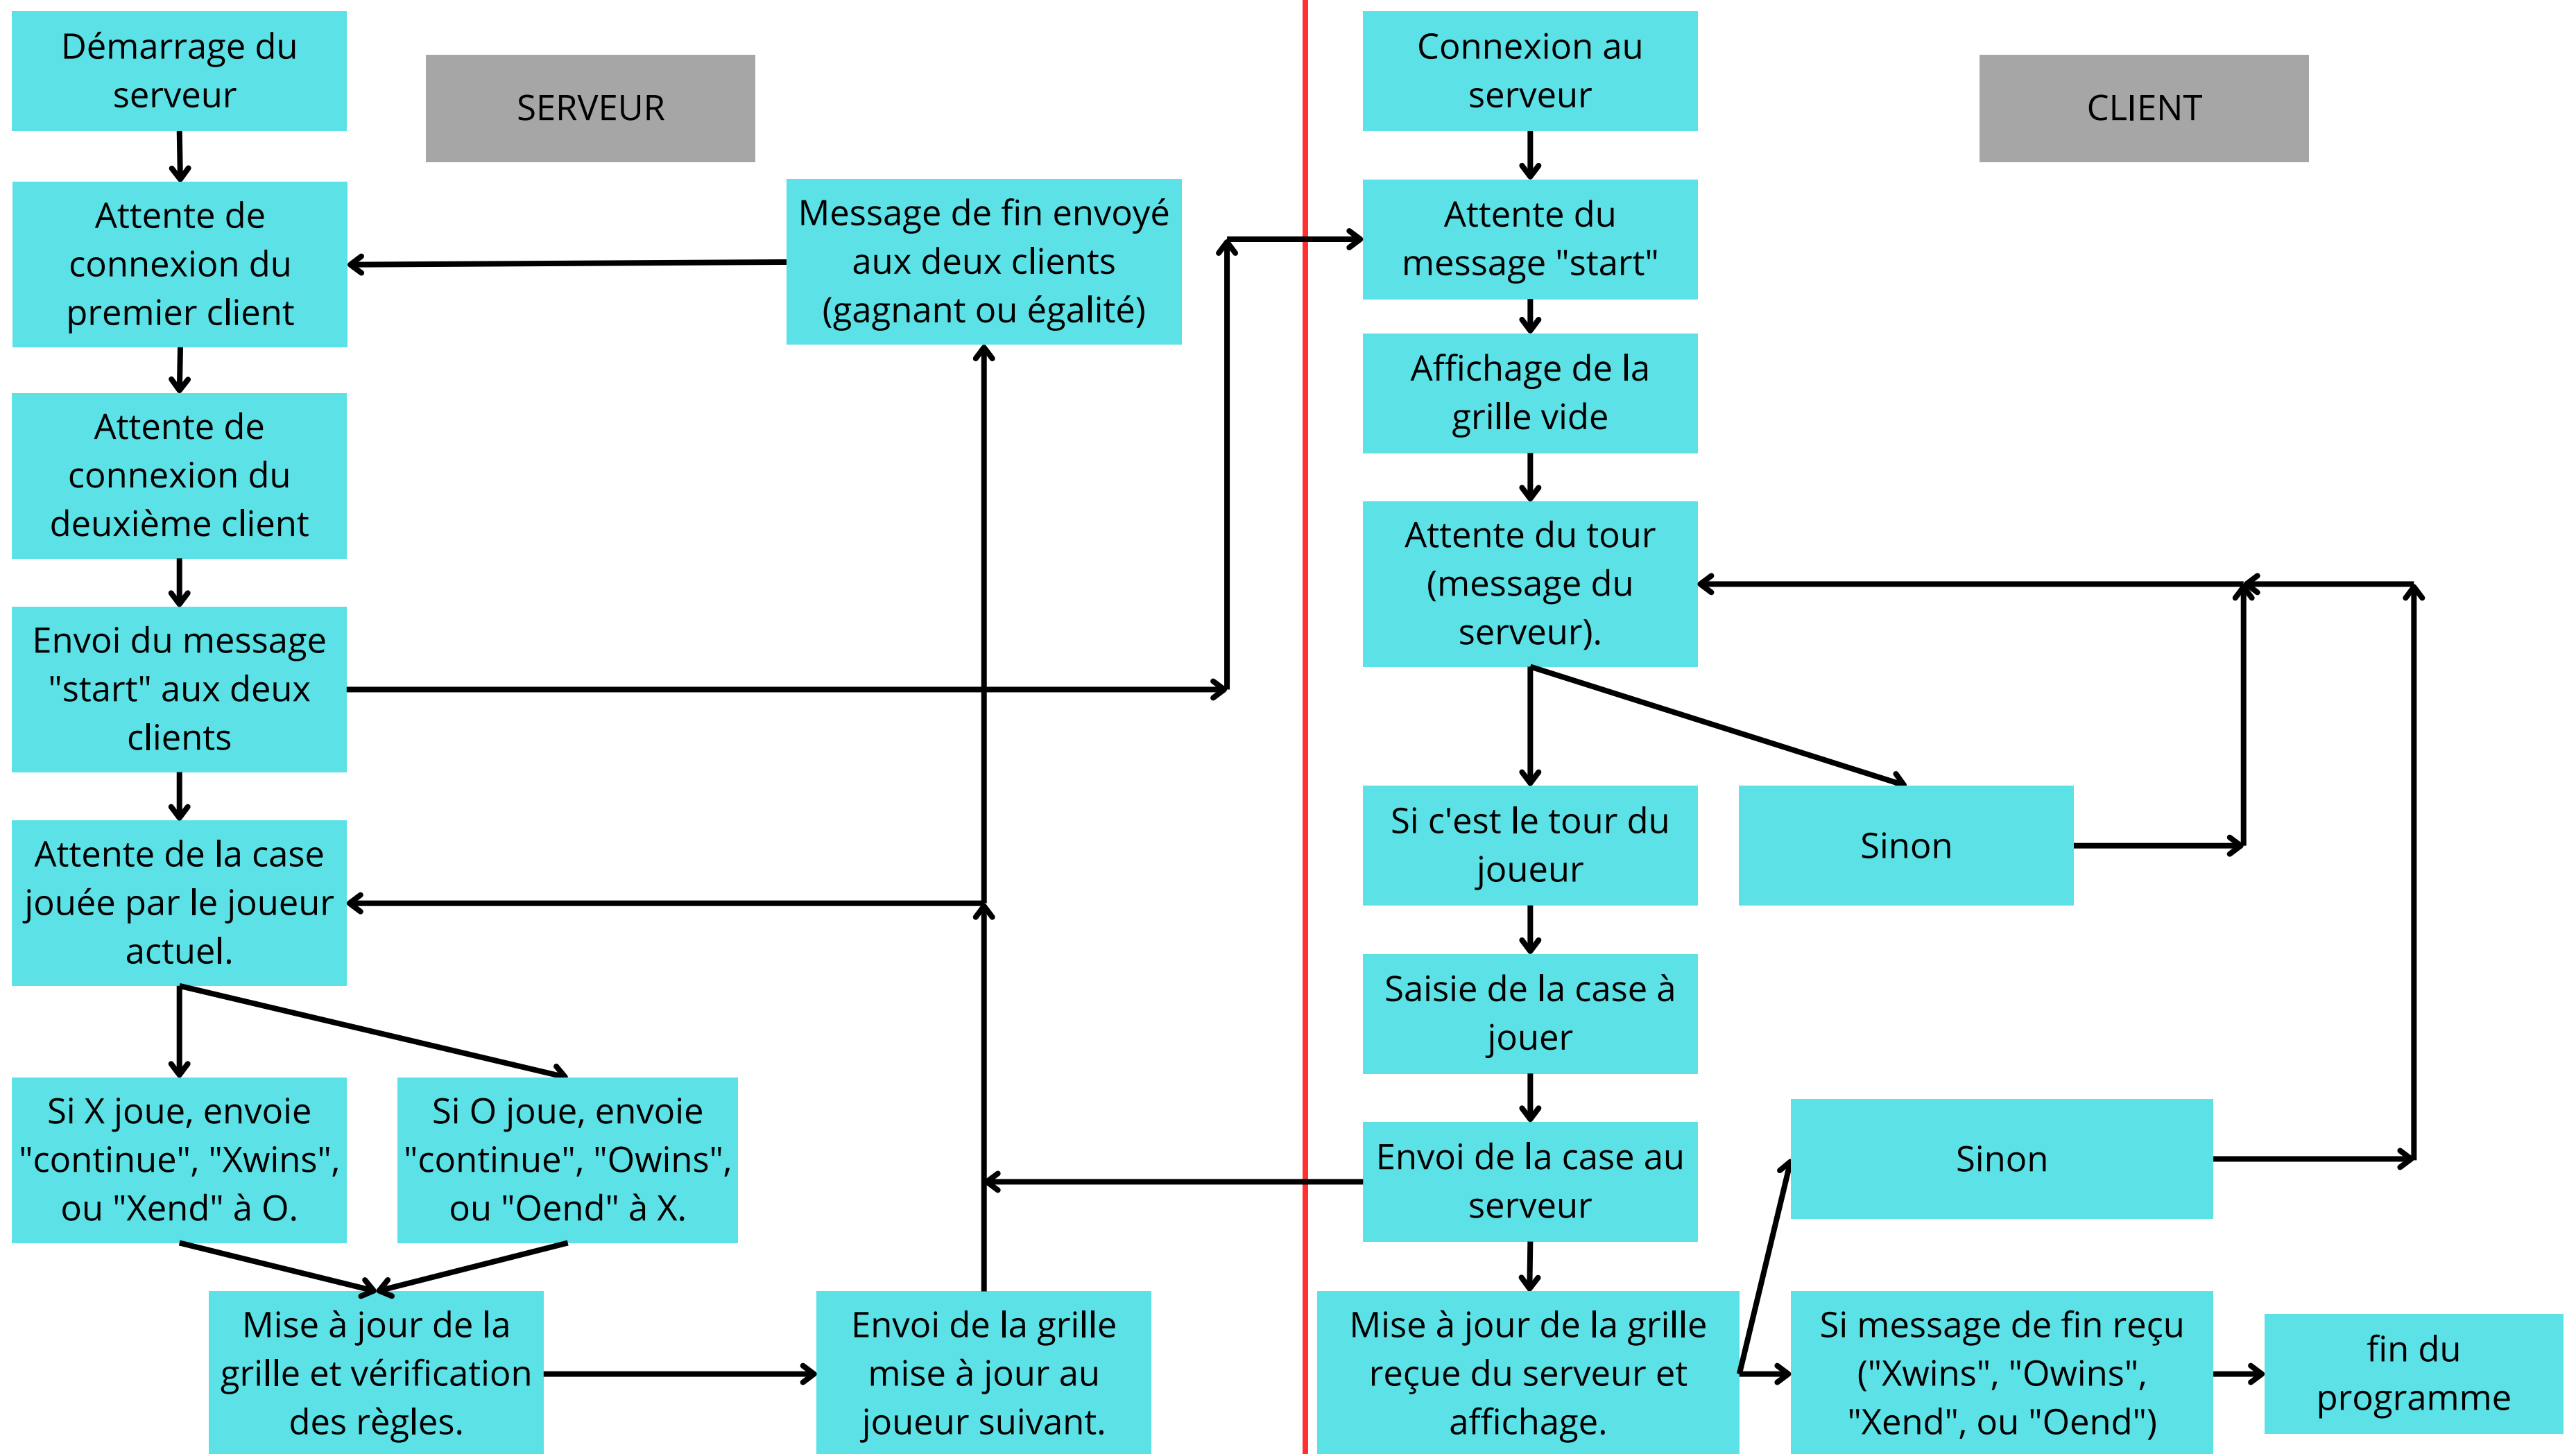 Démarrage du
serveur
SERVEUR
Attente de
connexion du
premier client
Message de fin envoyé
aux deux clients
(gagnant ou égalité)
Attente de
connexion du
deuxième client
Envoi du message
"start" aux deux
clients
Attente de la case
jouée par le joueur
actuel.
Si X joue, envoie
"continue", "Xwins",
ou "Xend" à O.
Si O joue, envoie
"continue", "Owins",
ou "Oend" à X.
Mise à jour de la
grille et vérification
des règles.
Envoi de la grille
mise à jour au
joueur suivant.
Connexion au
serveur
CLIENT
Attente du
message "start"
Affichage de la
grille vide
Attente du tour
(message du
serveur).
Si c'est le tour du
joueur
Sinon
Saisie de la case à
jouer
Envoi de la case au
serveur
Sinon
Mise à jour de la grille
reçue du serveur et
affichage.
Si message de fin reçu
("Xwins", "Owins",
"Xend", ou "Oend")
fin du
programme